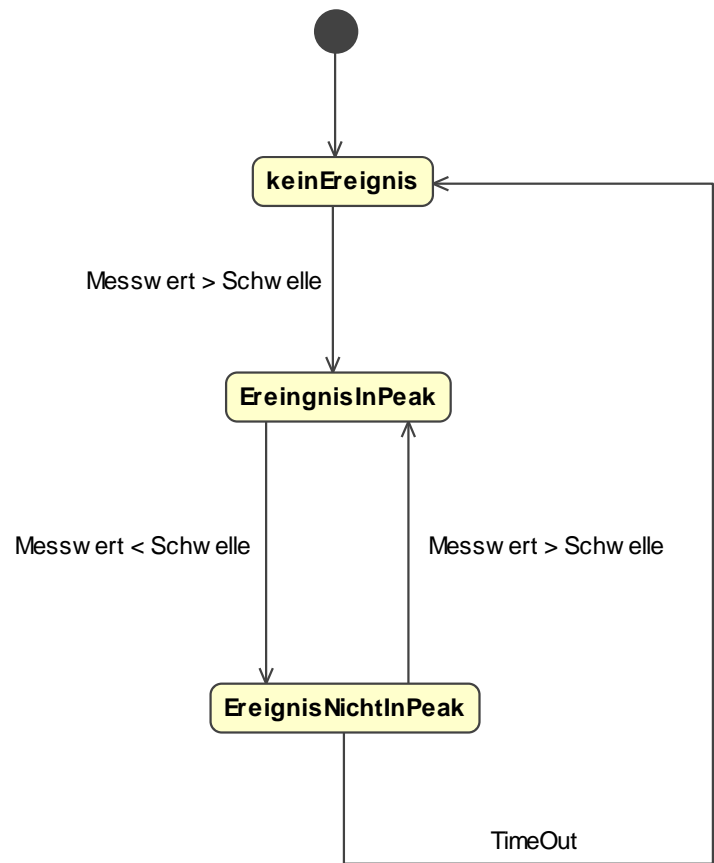 keinEreignis
Messwert > Schwelle
EreingnisInPeak
Messwert < Schwelle
Messwert > Schwelle
EreignisNichtInPeak
TimeOut